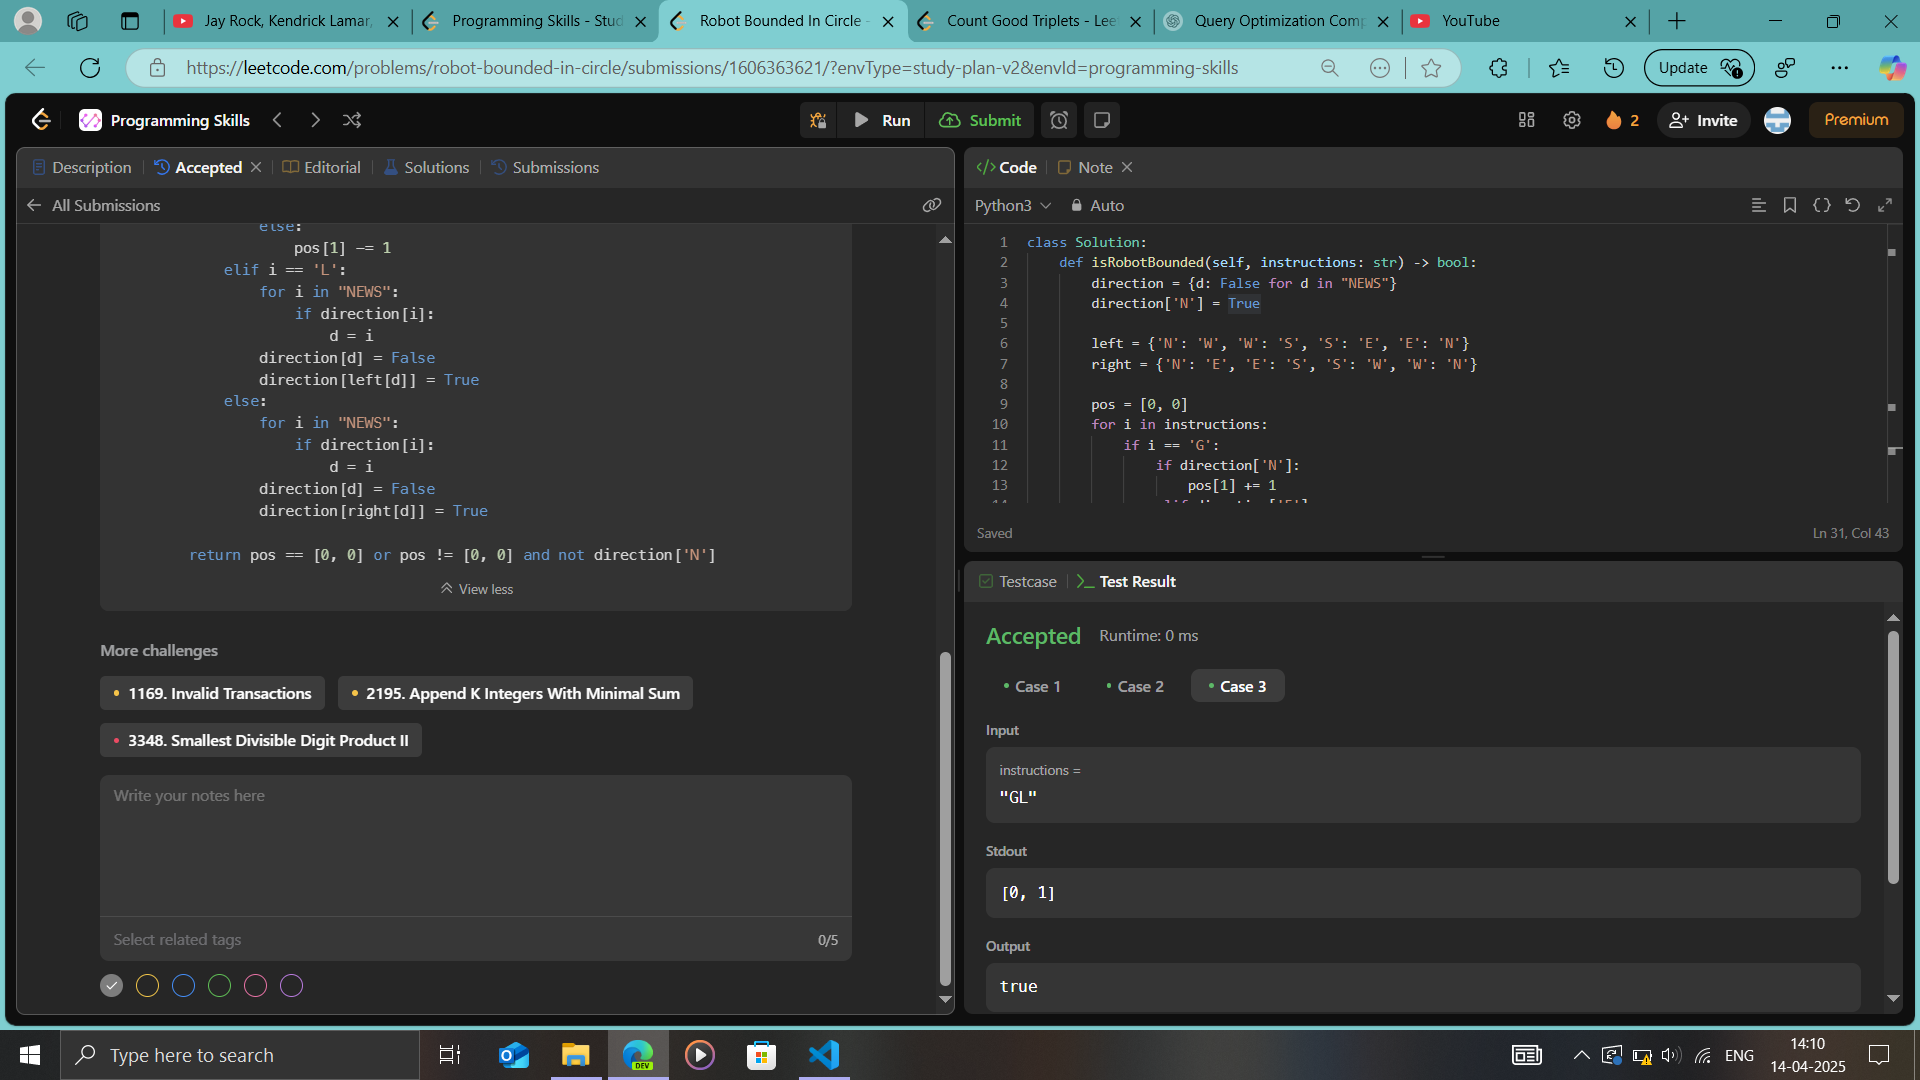 Jay Rock, Kendrick Lamar,
Programming Skills - Stud
Robot Bounded In Circle -
Count Good Triplets - Lee
Query Optimization Comp
YouTube
https://leetcode.com/problems/robot-bounded-in-circle/submissions/1606363621/?envType=study-plan-v2&envId=programming-skills
Update
Programming Skills
Run
Submit
2
Invite
Premium
Description
Accepted
Editorial
Solutions
Submissions
All Submissions
else:
pos[1] -= 1
elif i == 'L':
for i in "NEWS":
if direction[i]:
d = i
direction[d] = False
direction[left[d]] = True
else:
for i in "NEWS":
if direction[i]:
d = i
direction[d] = False
direction[right[d]] = True
return pos == [0, 0] or pos != [0, 0] and not direction['N']
View less
More challenges
1169. Invalid Transactions
2195. Append K Integers With Minimal Sum
3348. Smallest Divisible Digit Product II
Write your notes here
Select related tags
0/5
Code
Note
Python3
Auto
1 class Solution:
2 def isRobotBounded(self, instructions: str) -> bool:
3 direction = {d: False for d in "NEWS"}
4 direction['N'] = True
5
6 left = {'N': 'W', 'W': 'S', 'S': 'E', 'E': 'N'}
7 right = {'N': 'E', 'E': 'S', 'S': 'W', 'W': 'N'}
8
9 pos = [0, 0]
10 for i in instructions:
11 if i == 'G':
12 if direction['N']:
13 pos[1] += 1
Saved
Ln 31, Col 43
Testcase
Test Result
Accepted
Runtime: 0 ms
Case 1
Case 2
Case 3
Input
instructions =
"GL"
Stdout
[0, 1]
Output
true
Type here to search
DEV
ENG
14:10
14-04-2025